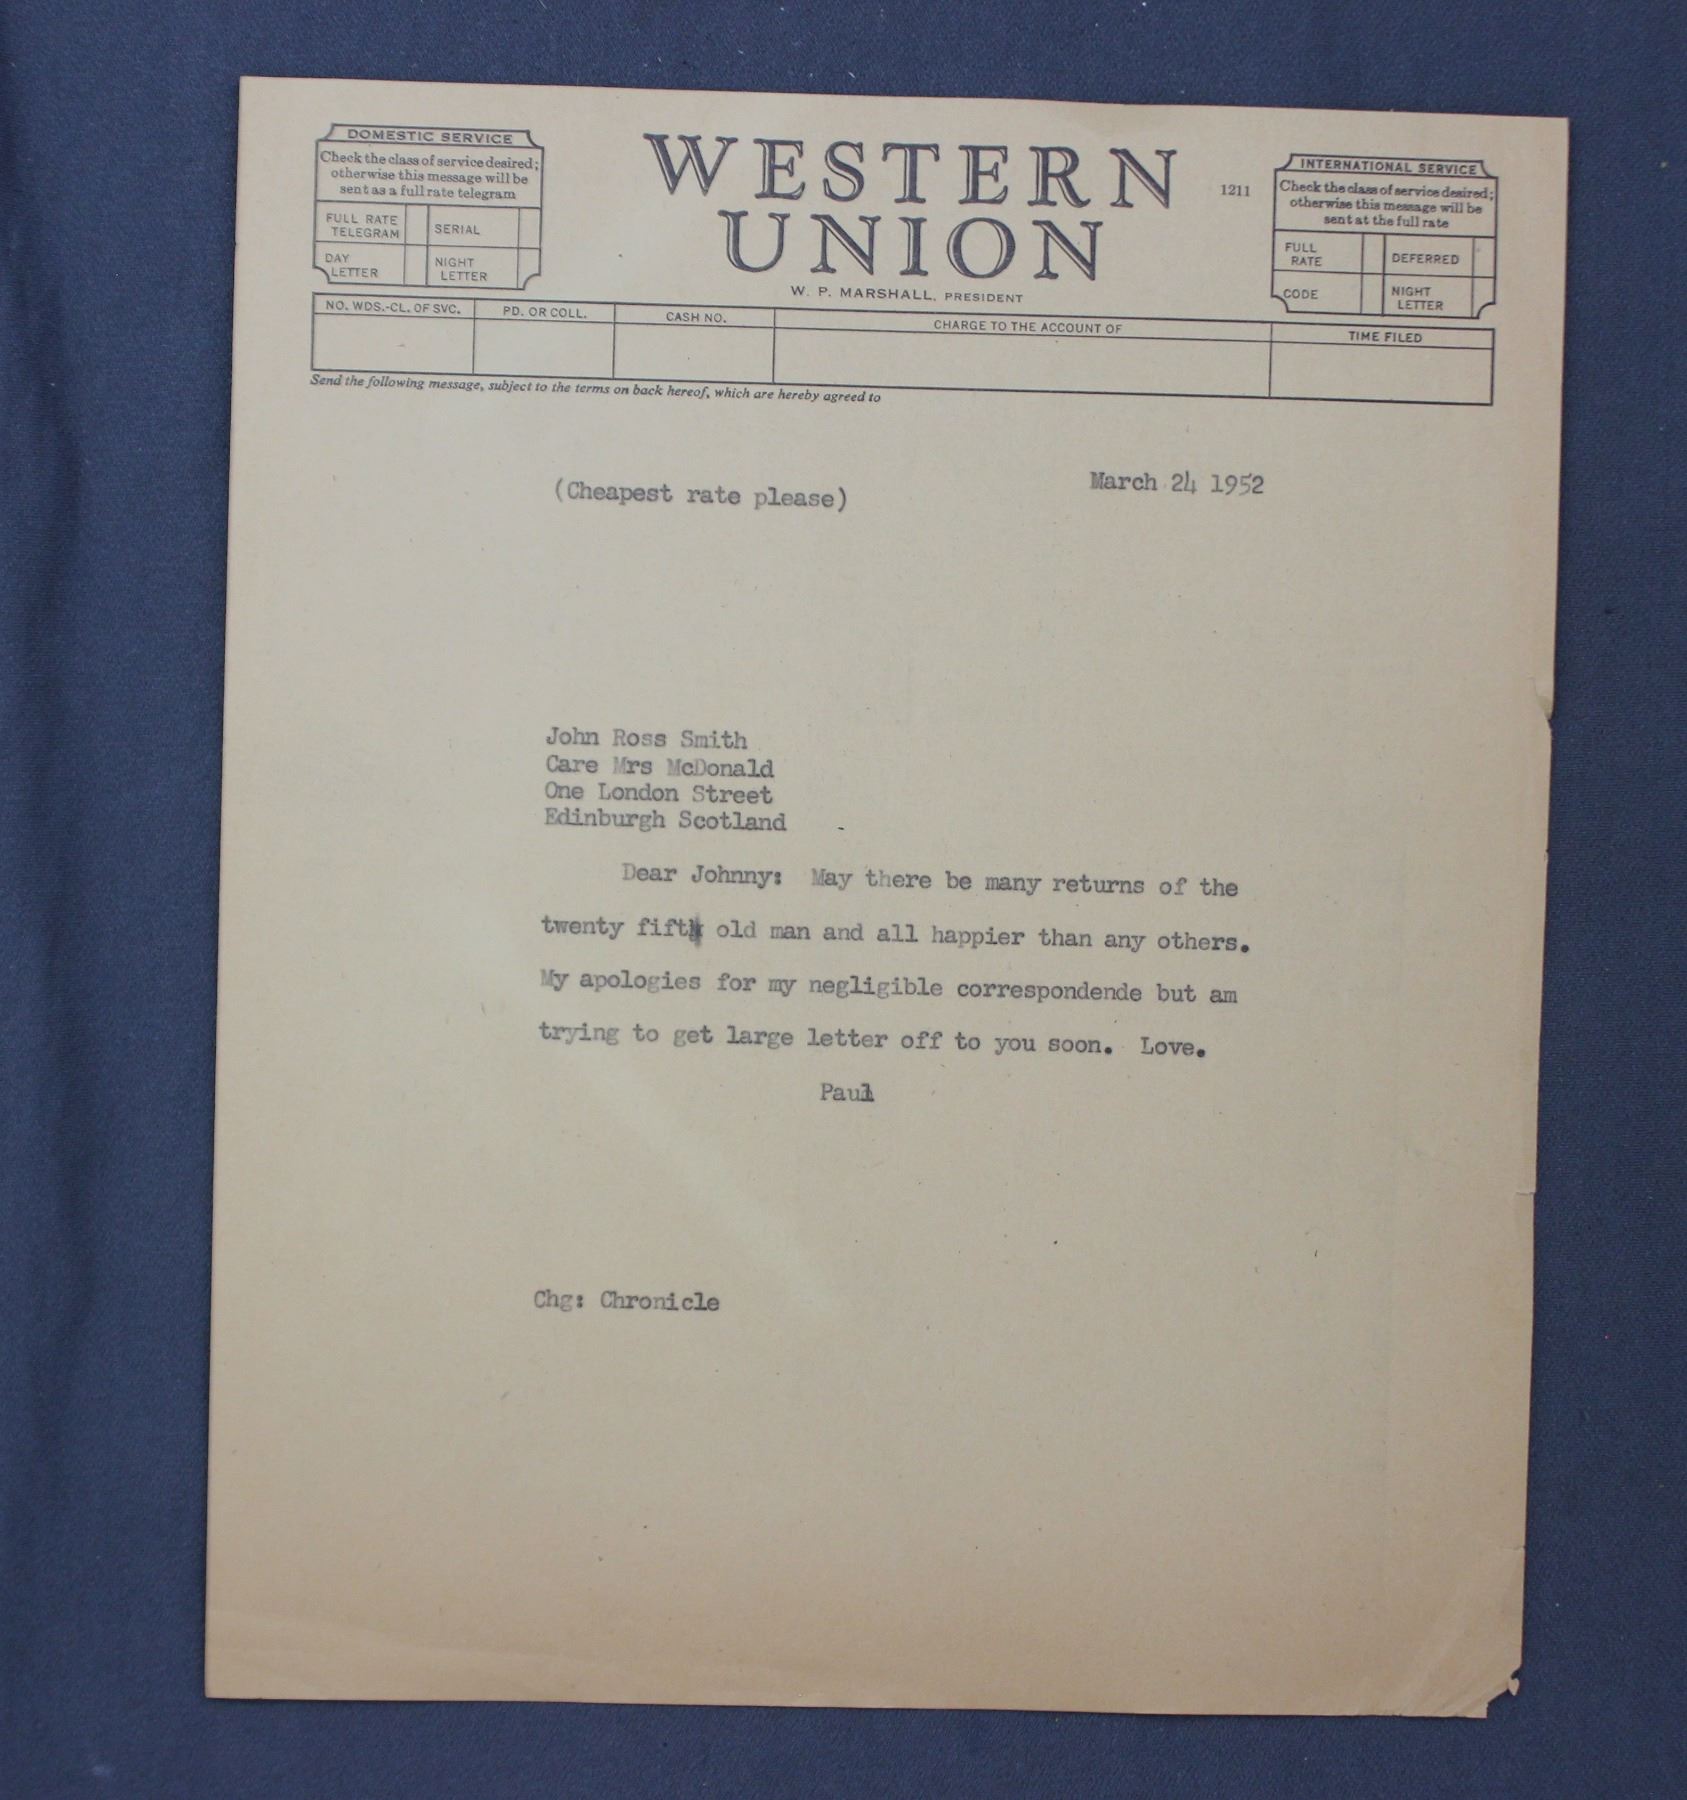 DOMESTIC SERVICE
Check the class of service desired;
otherwise this message will be
sent as a full rate telegram
FULL RATE
TELEGRAM
SERIAL
DAY
LETTER
NIGHT
LETTER
WESTERN
UNION
1211
W. P. MARSHALL, PRESIDENT
INTERNATIONAL SERVICE
Check the class of service desired;
otherwise this message will be
sent at the full rate
FULL
RATE
DEFERRED
CODE
NIGHT
LETTER
NO. WDS.-CL. OF SVC.
PD. OR COLL.
CASH NO.
CHARGE TO THE ACCOUNT OF
TIME FILED
Send the following message, subject to the terms on back hereof, which are hereby agreed to
(Cheapest rate please)
March 24 1952
John Ross Smith
Care Mrs McDonald
One London Street
Edinburgh Scotland
Dear Johnny: May there be many returns of the
twenty fifth old man and all happier than any others.
My apologies for my negligible correspondende but am
trying to get large letter off to you soon. Love.
Paul
Chg: Chronicle